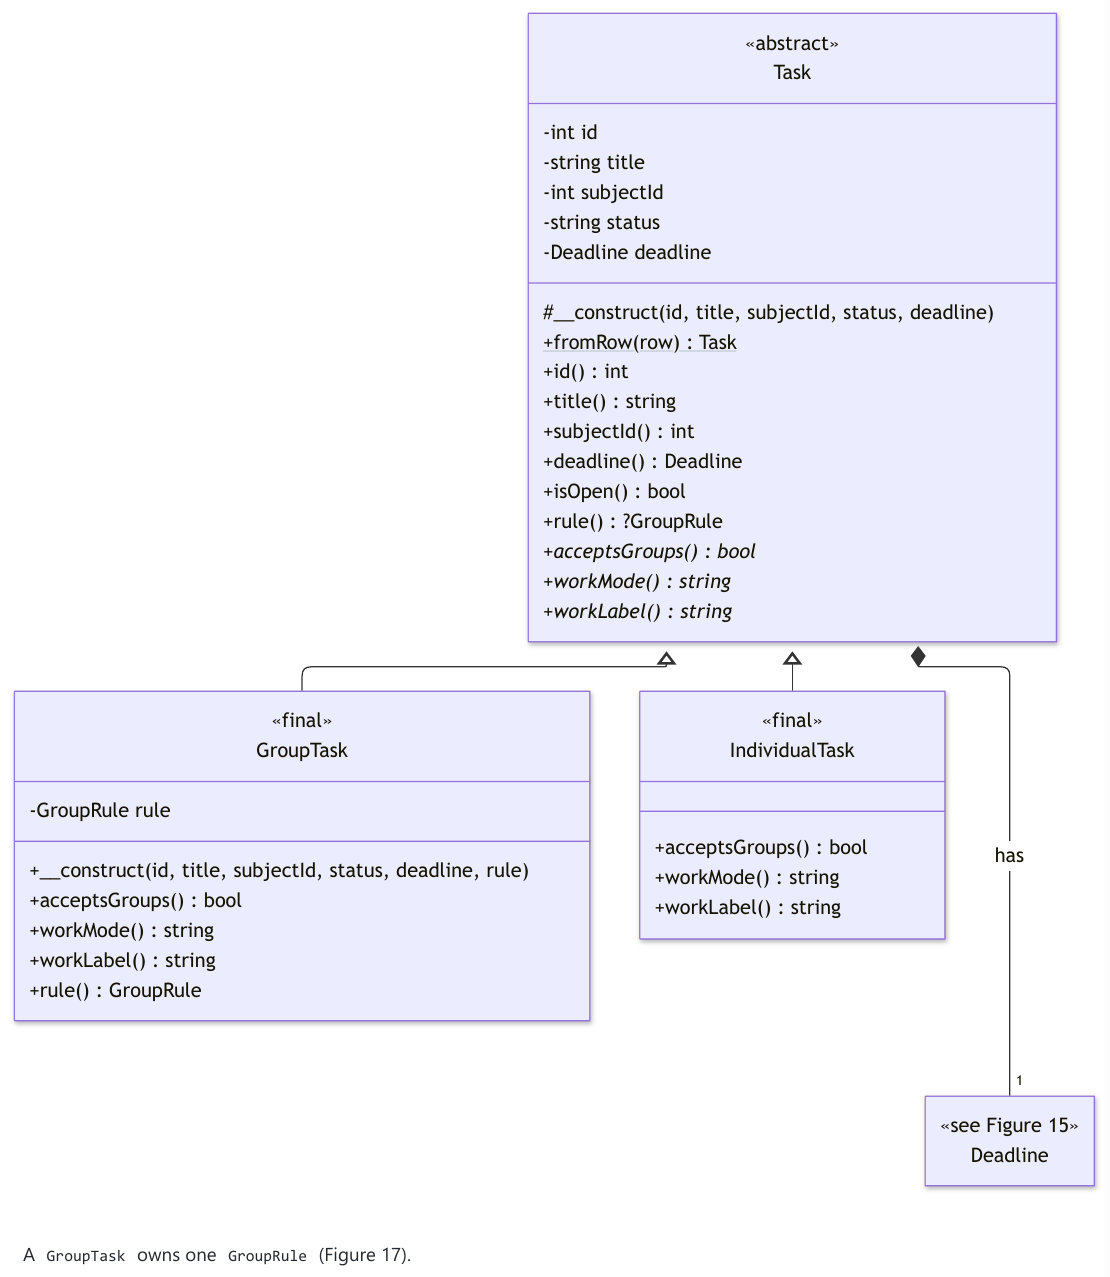 «abstract»
Task
-int id
-string title
-int subjectId
-string status
-Deadline deadline
#__construct(id, title, subjectId, status, deadline)
+fromRow(row) : Task
+id() : int
+title() : string
+subjectId() : int
+deadline() : Deadline
+isOpen() : bool
+rule() : ?GroupRule
+acceptsGroups() : bool
+workMode() : string
+workLabel() : string
«final»
GroupTask
-GroupRule rule
+__construct(id, title, subjectId, status, deadline, rule)
+acceptsGroups() : bool
+workMode() : string
+workLabel() : string
+rule() : GroupRule
«final»
IndividualTask
+acceptsGroups() : bool
+workMode() : string
+workLabel() : string
has
1
«see Figure 15»
Deadline
A GroupTask owns one GroupRule (Figure 17).